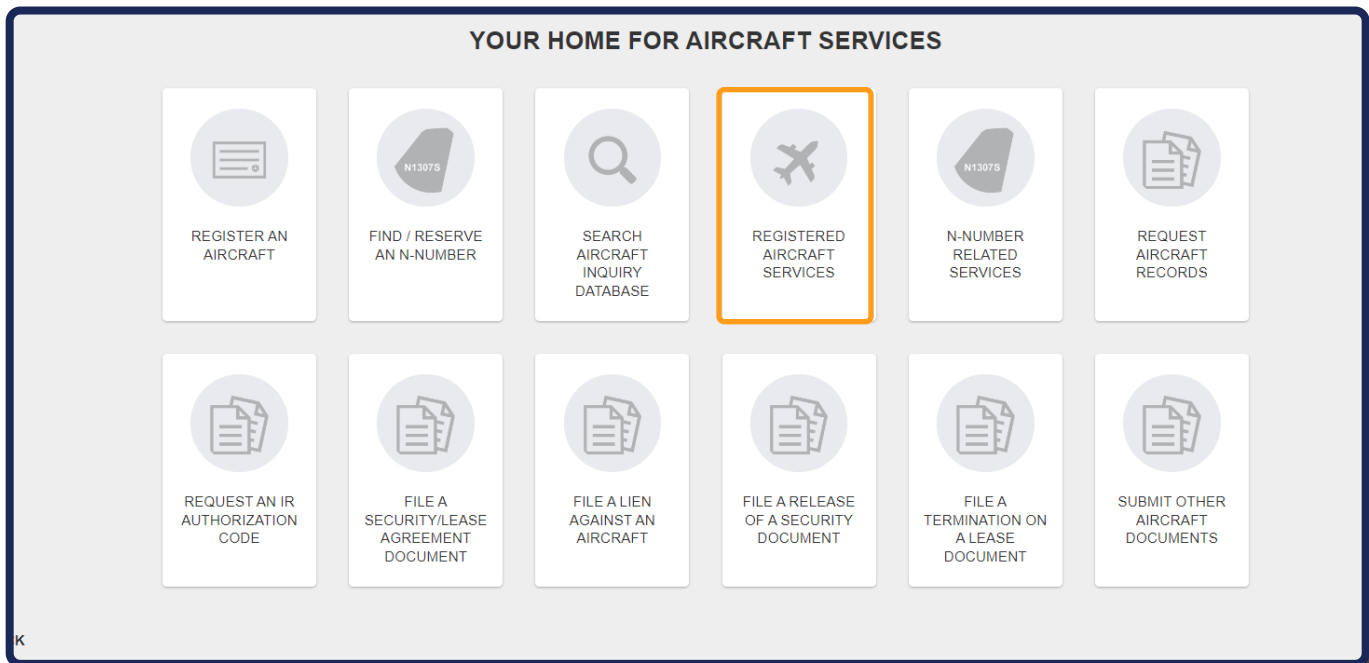 YOUR HOME FOR AIRCRAFT SERVICES
N1307S
N1307S
REGISTER AN
AIRCRAFT
FIND / RESERVE
AN N-NUMBER
SEARCH
AIRCRAFT
INQUIRY
DATABASE
REGISTERED
AIRCRAFT
SERVICES
N-NUMBER
RELATED
SERVICES
REQUEST
AIRCRAFT
RECORDS
REQUEST AN IR
AUTHORIZATION
CODE
FILE A
SECURITY/LEASE
AGREEMENT
DOCUMENT
FILE A LIEN
AGAINST AN
AIRCRAFT
FILE A RELEASE
OF A SECURITY
DOCUMENT
FILE A
TERMINATION ON
A LEASE
DOCUMENT
SUBMIT OTHER
AIRCRAFT
DOCUMENTS
K